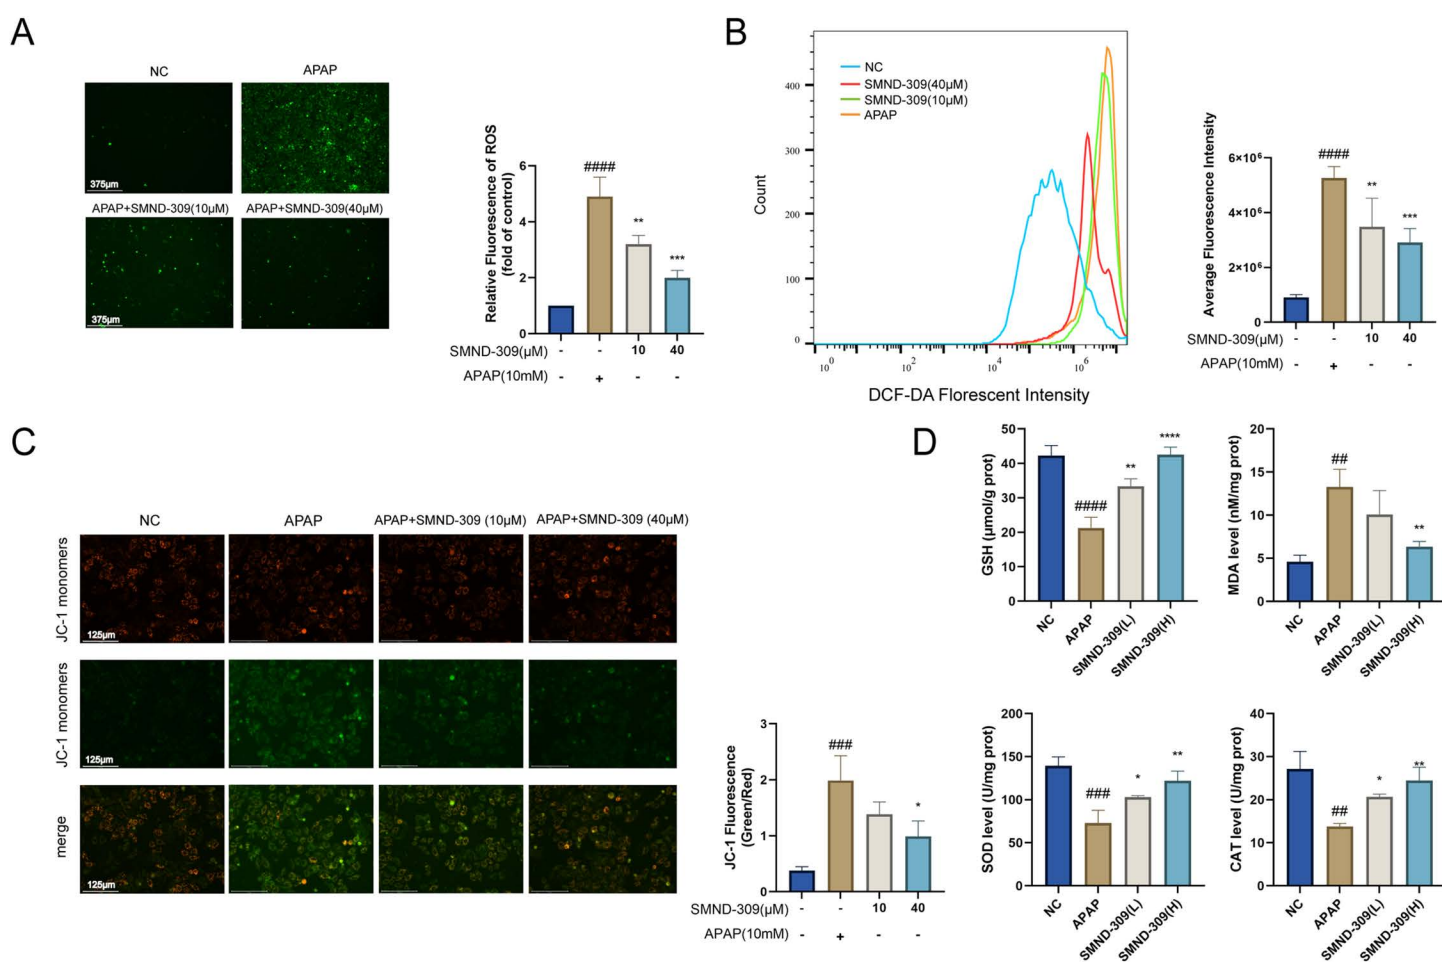 A
NC
APAP
375µm
APAP+SMND-309(10µM)
APAP+SMND-309(40µM)
375µm
Relative Fluorescence of ROS
(fold of control)
6
4
2
0
####
**
***
SMND-309(µM)
-
-
10
40
APAP(10mM)
-
+
-
-
B
Count
400
300
200
100
0
NC
SMND-309(40µM)
SMND-309(10µM)
APAP
10 0
10 2
10 4
10 6
DCF-DA Florescent Intensity
Average Fluorescence Intensity
6×10⁶
4×10⁶
2×10⁶
0
####
**
***
SMND-309(µM)
-
-
10
40
APAP(10mM)
-
+
-
-
C
NC
APAP
APAP+SMND-309 (10µM)
APAP+SMND-309 (40µM)
JC-1 monomers
125µm
JC-1 monomers
125µm
merge
125µm
JC-1 Fluorescence
(Green/Red)
3
2
1
0
###
*
SMND-309(µM)
-
-
10
40
APAP(10mM)
-
+
-
-
D
GSH (µmol/g prot)
50
40
30
20
10
0
####
**
****
NC
APAP
SMND-309(L)
SMND-309(H)
MDA level (nM/mg prot)
20
15
10
5
0
##
**
NC
APAP
SMND-309(L)
SMND-309(H)
SOD level (U/mg prot)
200
150
100
50
0
###
*
**
NC
APAP
SMND-309(L)
SMND-309(H)
CAT level (U/mg prot)
40
30
20
10
0
##
*
**
NC
APAP
SMND-309(L)
SMND-309(H)